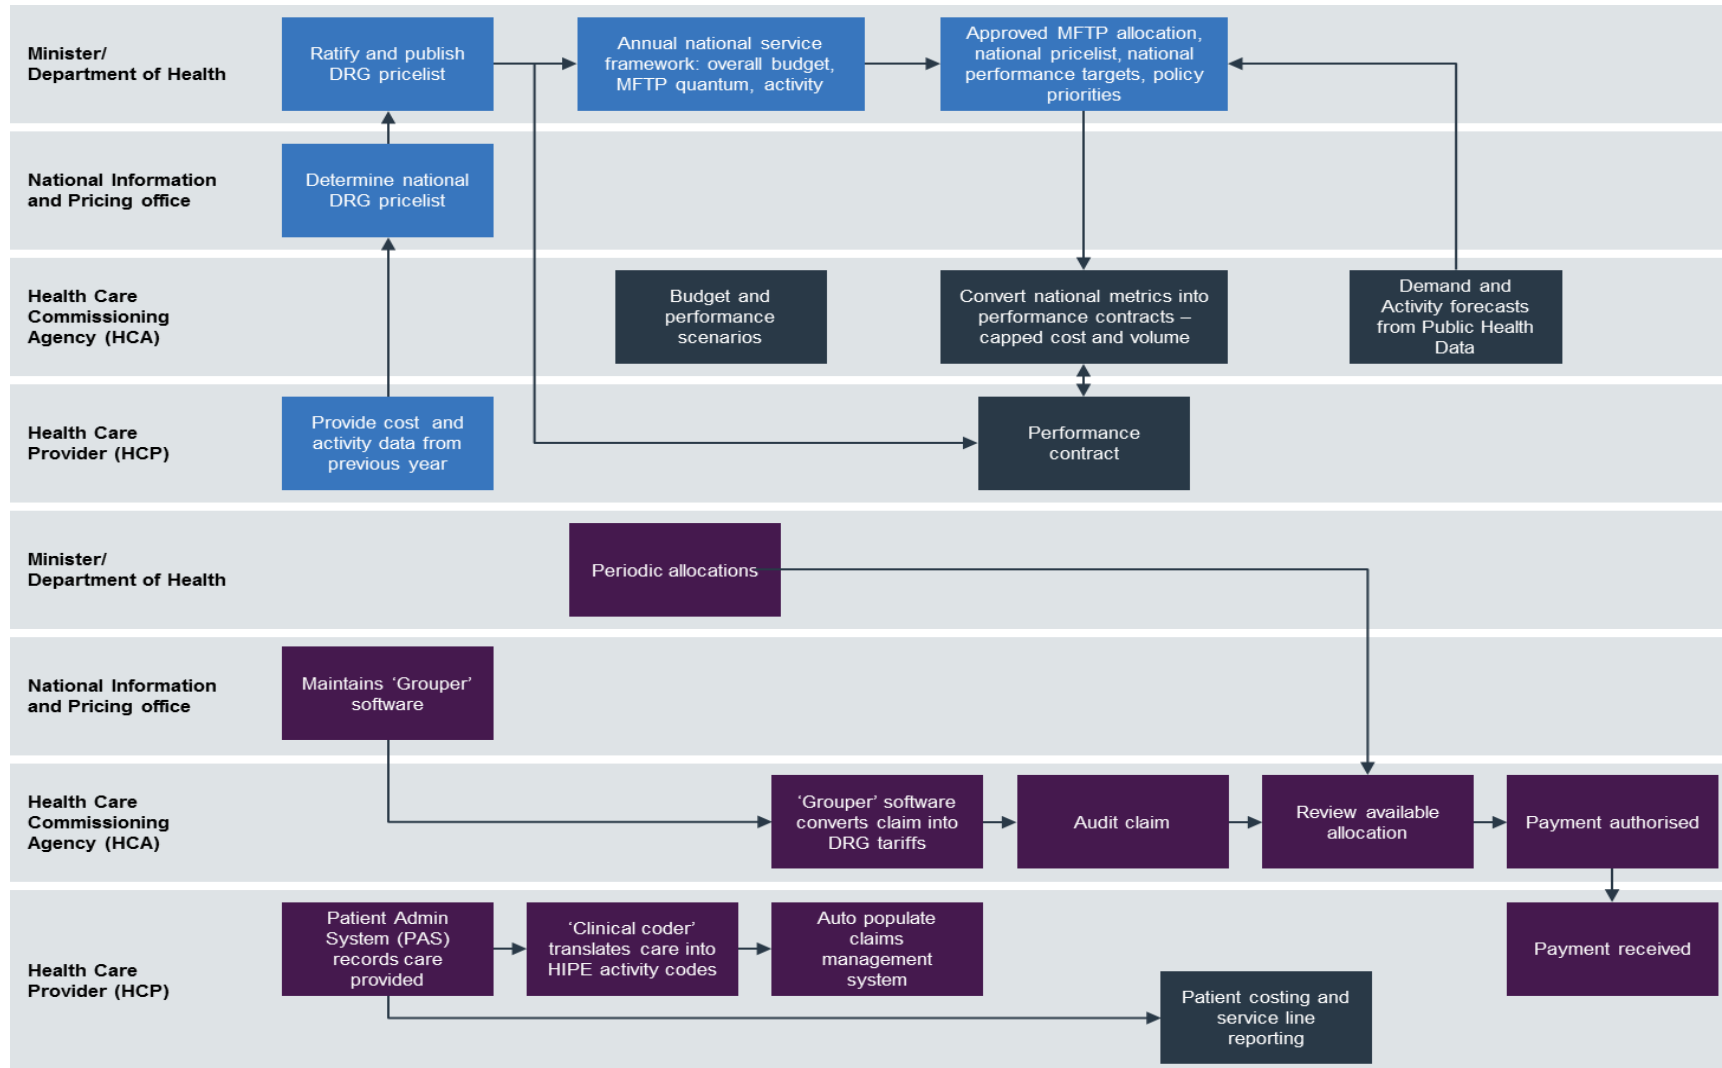 Minister/
Department of Health
Ratify and publish
DRG pricelist
Annual national service
framework: overall budget,
MFTP quantum, activity
Approved MFTP allocation,
national pricelist, national
performance targets, policy
priorities
National Information
and Pricing office
Determine national
DRG pricelist
Health Care
Commissioning
Agency (HCA)
Budget and
performance
scenarios
Convert national metrics into
performance contracts –
capped cost and volume
Demand and
Activity forecasts
from Public Health
Data
Health Care
Provider (HCP)
Provide cost and
activity data from
previous year
Performance
contract
Minister/
Department of Health
Periodic allocations
National Information
and Pricing office
Maintains ‘Grouper’
software
Health Care
Commissioning
Agency (HCA)
‘Grouper’ software
converts claim into
DRG tariffs
Audit claim
Review available
allocation
Payment authorised
Health Care
Provider (HCP)
Patient Admin
System (PAS)
records care
provided
‘Clinical coder’
translates care into
HIPE activity codes
Auto populate
claims
management
system
Patient costing and
service line
reporting
Payment received